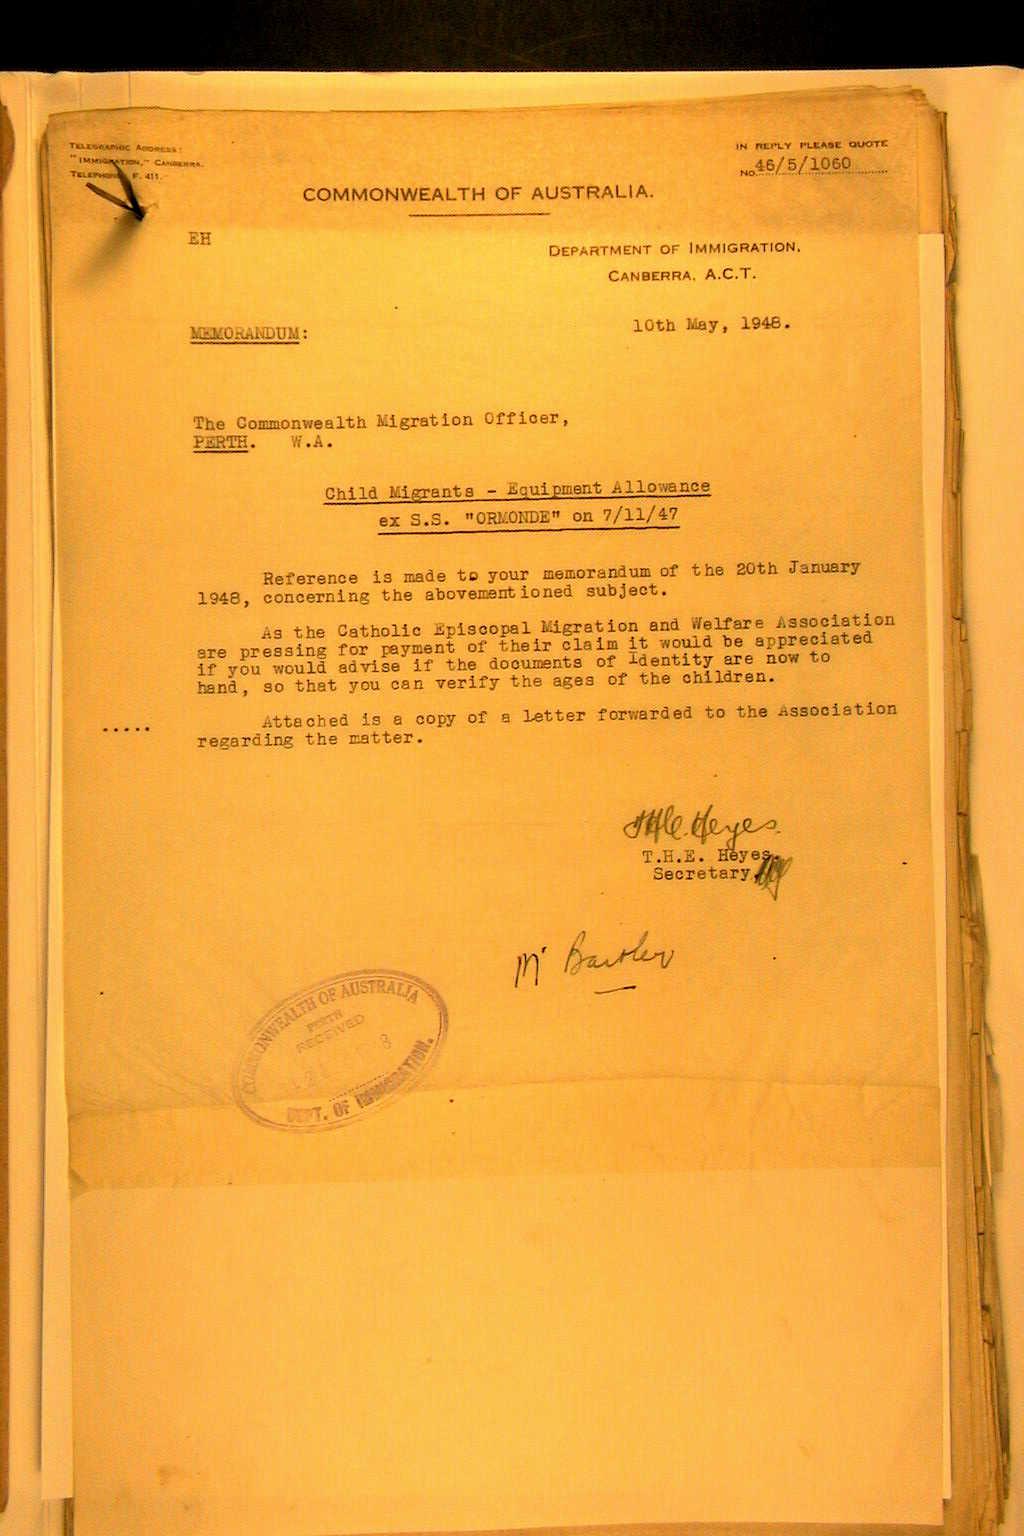 TELEGRAPHIC ADDRESS:
"IMMIGRATION," CANBERRA.
TELEPHONE F. 411.
IN REPLY PLEASE QUOTE
No. 46/5/1060
COMMONWEALTH OF AUSTRALIA.
EH
DEPARTMENT OF IMMIGRATION,
CANBERRA, A.C.T.
MEMORANDUM:
10th May, 1948.
The Commonwealth Migration Officer,
PERTH. W.A.
Child Migrants - Equipment Allowance
ex S.S. "ORMONDE" on 7/11/47
Reference is made to your memorandum of the 20th January
1948, concerning the abovementioned subject.
As the Catholic Episcopal Migration and Welfare Association
are pressing for payment of their claim it would be appreciated
if you would advise if the documents of Identity are now to
hand, so that you can verify the ages of the children.
Attached is a copy of a letter forwarded to the Association
.....
regarding the matter.
THE. Heyes.
T.H.E. Heyes.
Secretary.
Mr
COMMONWEALTH OF AUSTRALIA
PERTH
RECEIVED
DEPT. OF IMMIGRATION.